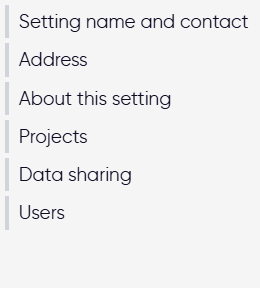 Setting name and contact
Address
About this setting
Projects
Data sharing
Users